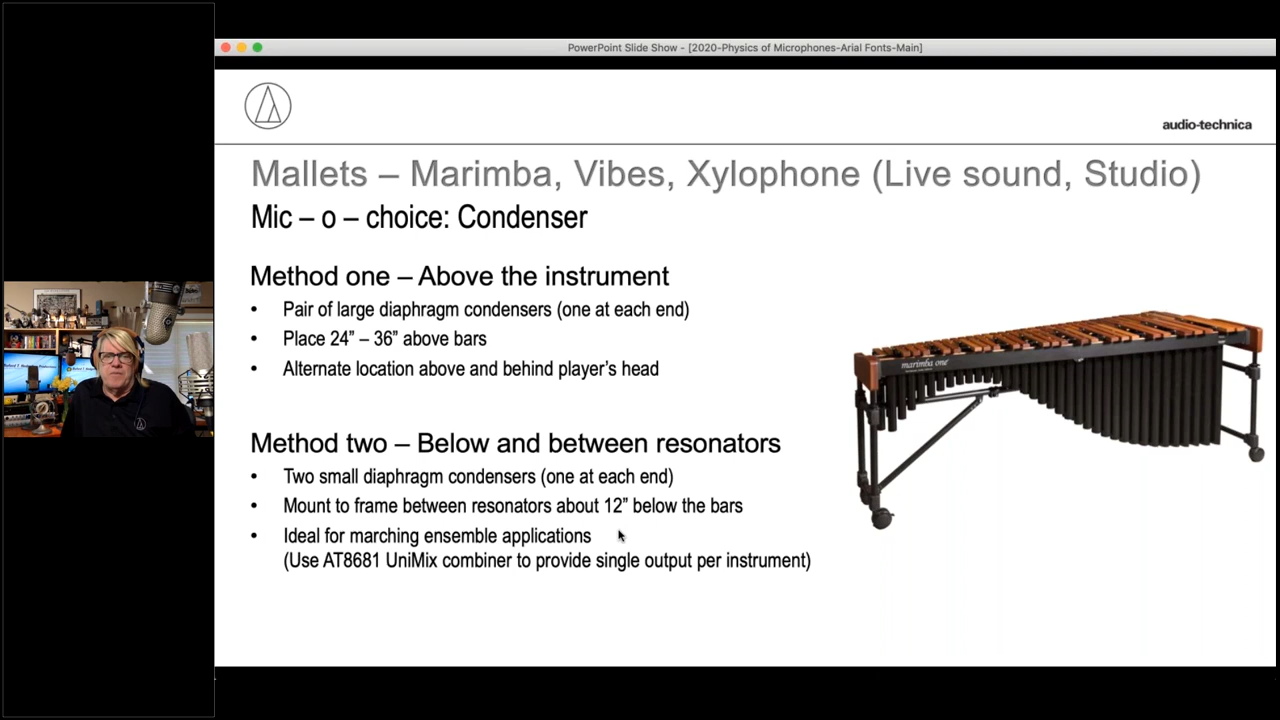 PowerPoint Slide Show - [2020-Physics of Microphones-Arial Fonts-Main]
audio-technica
Mallets – Marimba, Vibes, Xylophone (Live sound, Studio)
Mic – o – choice: Condenser
Method one – Above the instrument
• Pair of large diaphragm condensers (one at each end)
• Place 24” – 36” above bars
• Alternate location above and behind player’s head
marimba one
Method two – Below and between resonators
• Two small diaphragm condensers (one at each end)
• Mount to frame between resonators about 12” below the bars
• Ideal for marching ensemble applications
(Use AT8681 UniMix combiner to provide single output per instrument)